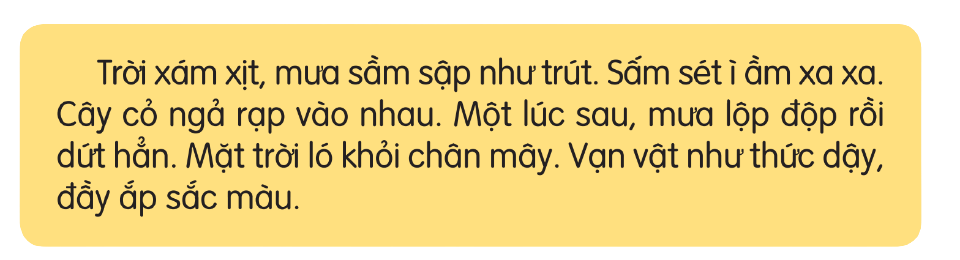 Trời xám xịt, mưa sầm sập như trút. Sấm sét ì ầm xa xa.
Cây cỏ ngả rạp vào nhau. Một lúc sau, mưa lộp độp rồi
dứt hẳn. Mặt trời ló khỏi chân mây. Vạn vật như thức dậy,
đầy ắp sắc màu.